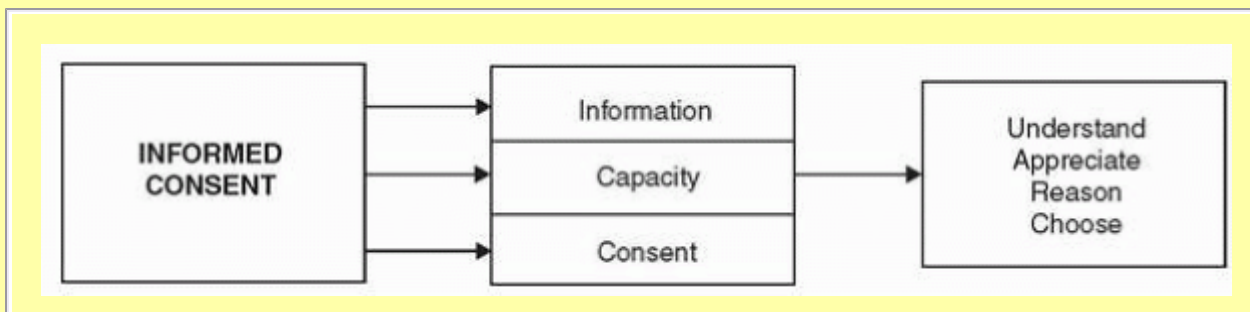 INFORMED
CONSENT
Information
Capacity
Consent
Understand
Appreciate
Reason
Choose